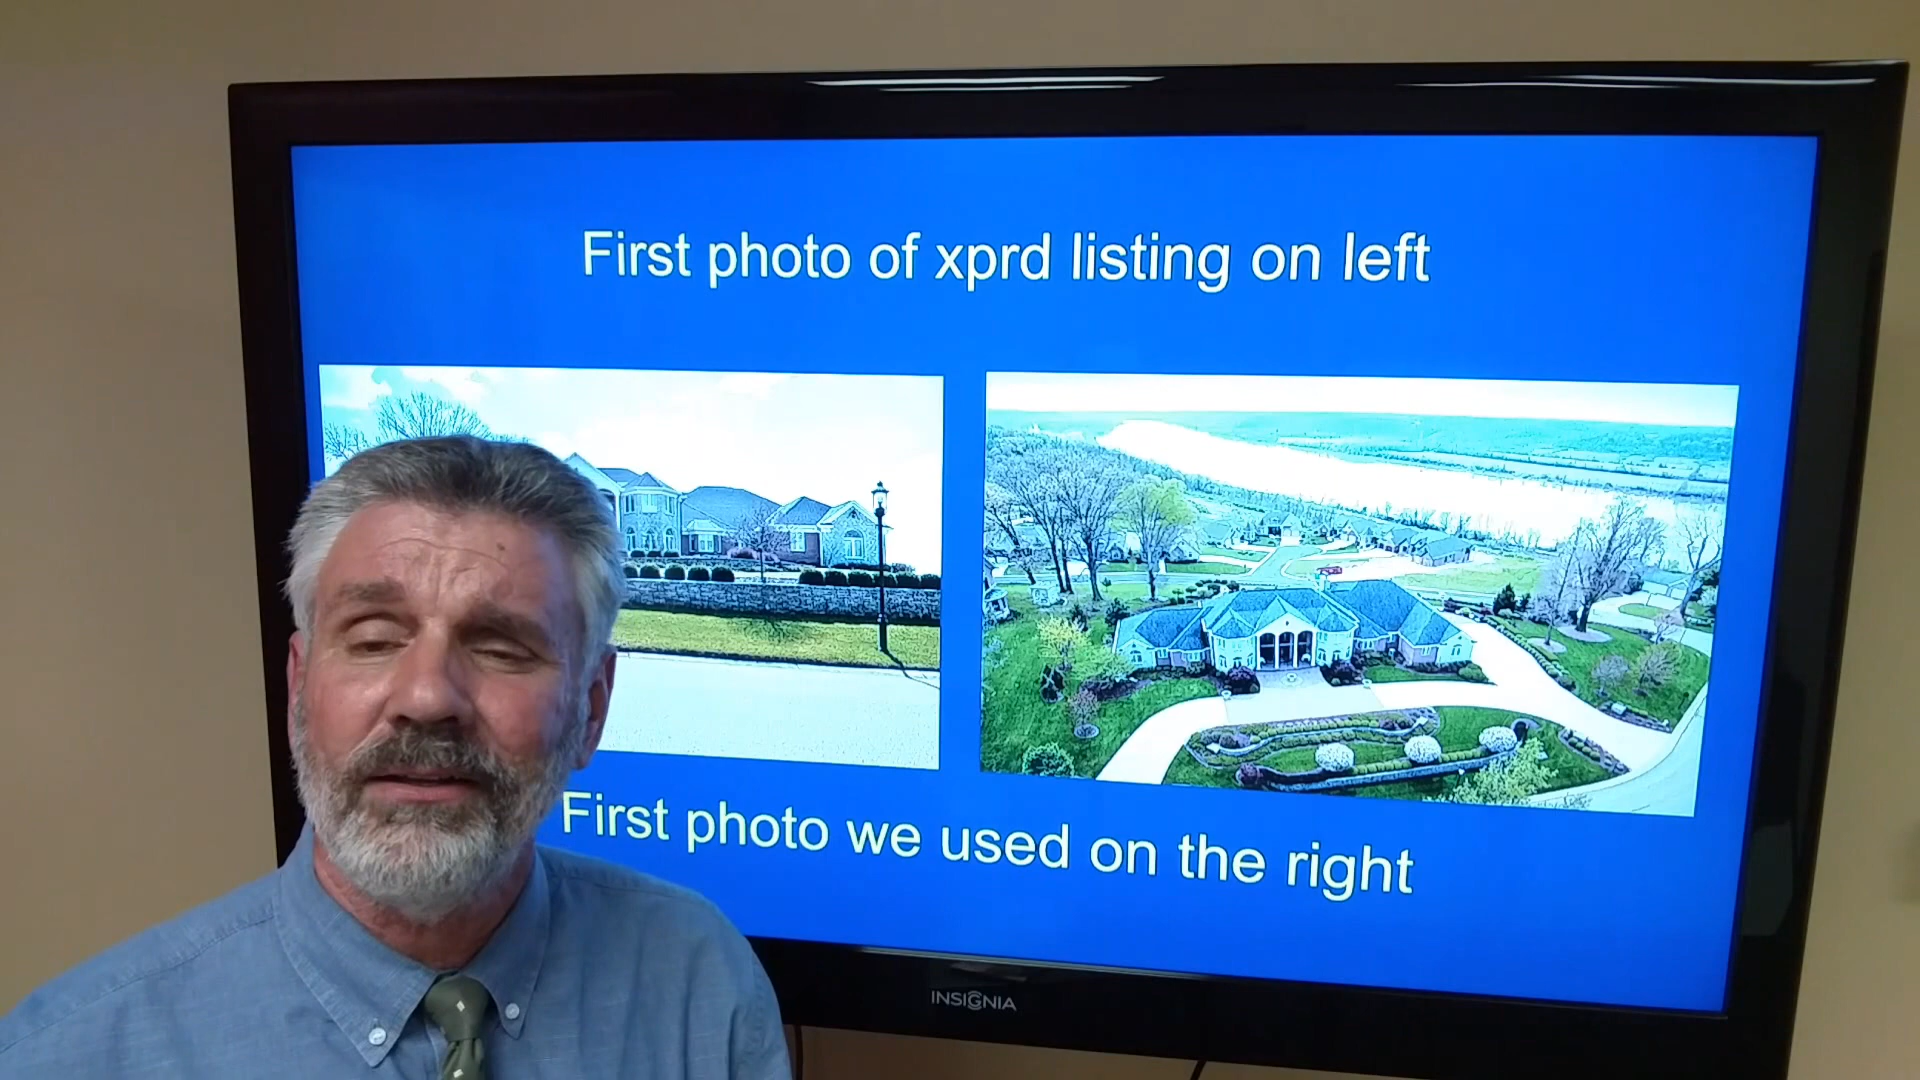 First photo of xprd listing on left
First photo we used on the right
INSIGNIA